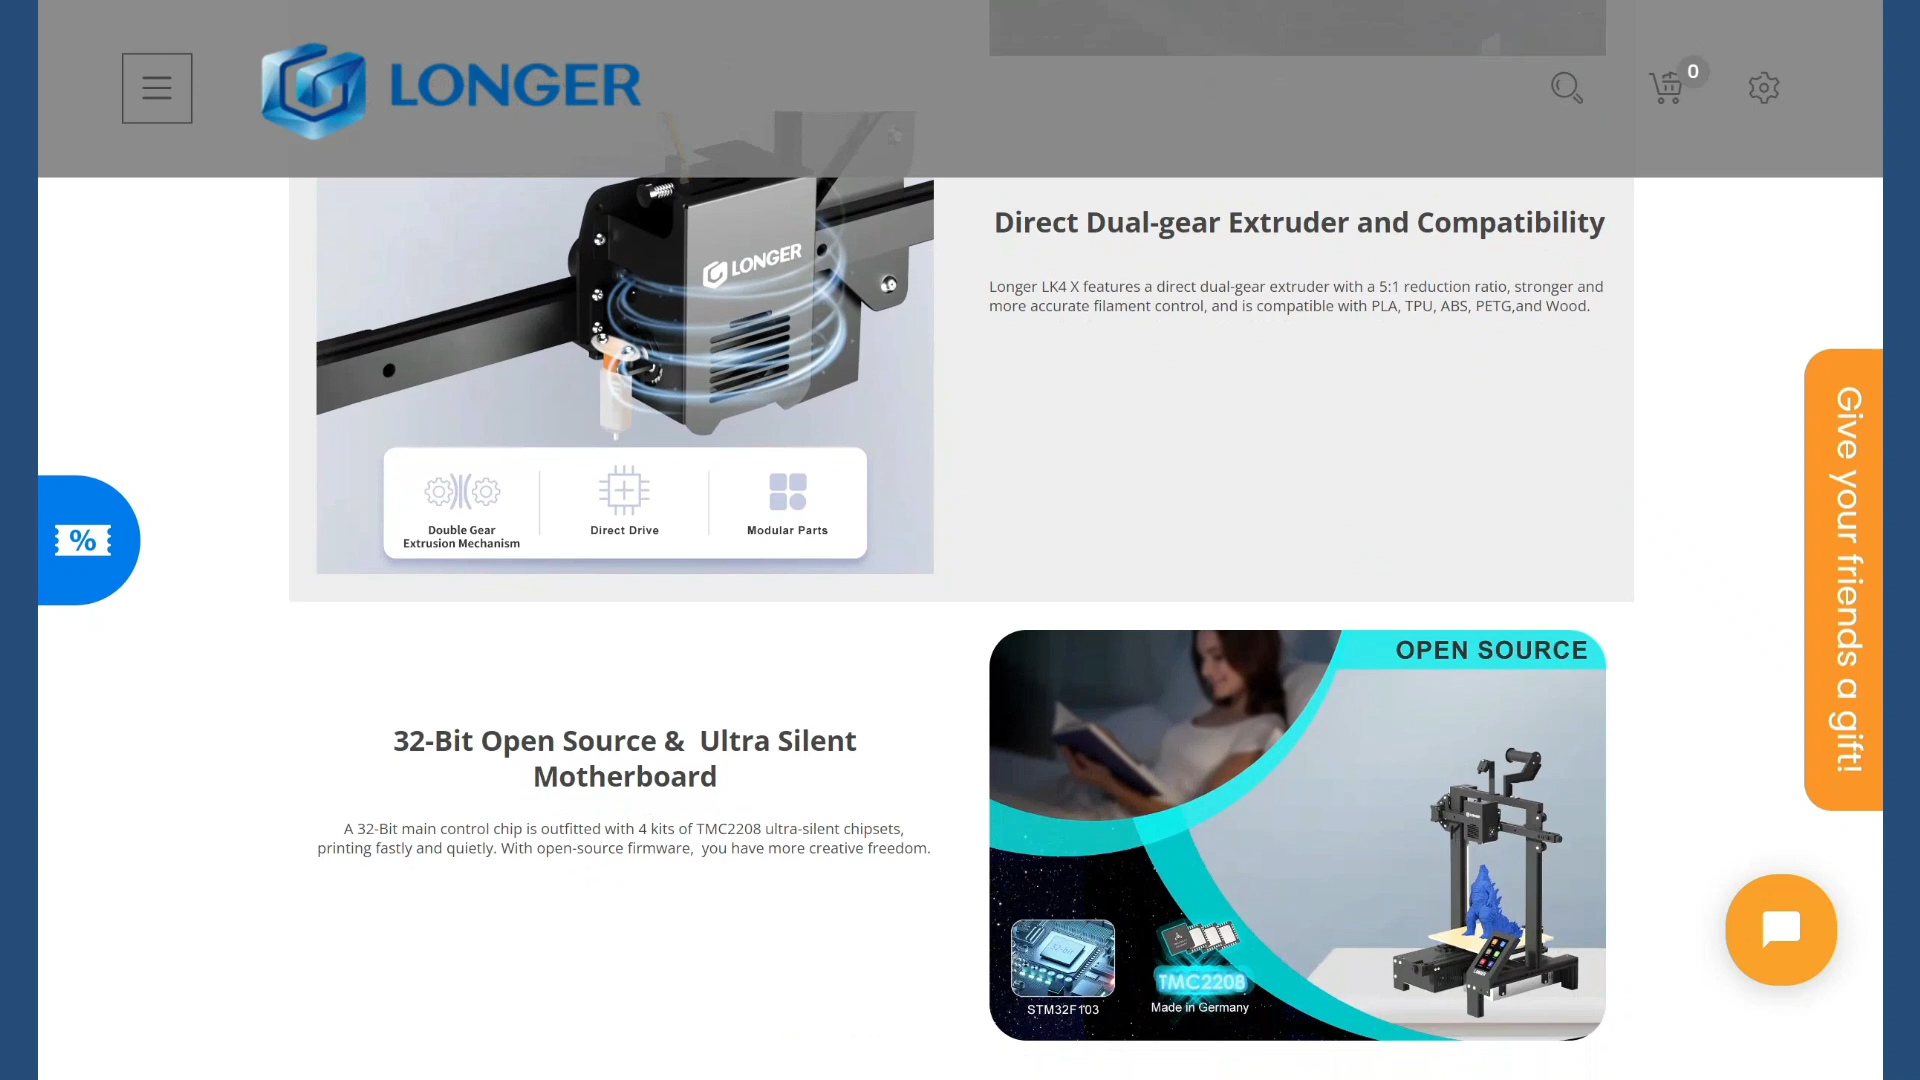 LONGER
0
LONGER
Direct Dual-gear Extruder and Compatibility
Longer LK4 X features a direct dual-gear extruder with a 5:1 reduction ratio, stronger and
more accurate filament control, and is compatible with PLA, TPU, ABS, PETG,and Wood.
Double Gear
Extrusion Mechanism
Direct Drive
Modular Parts
%
Give your friends a gift!
32-Bit Open Source & Ultra Silent
Motherboard
A 32-Bit main control chip is outfitted with 4 kits of TMC2208 ultra-silent chipsets,
printing fastly and quietly. With open-source firmware, you have more creative freedom.
OPEN SOURCE
32-Bit
STM32F103
TMC2208
Made in Germany